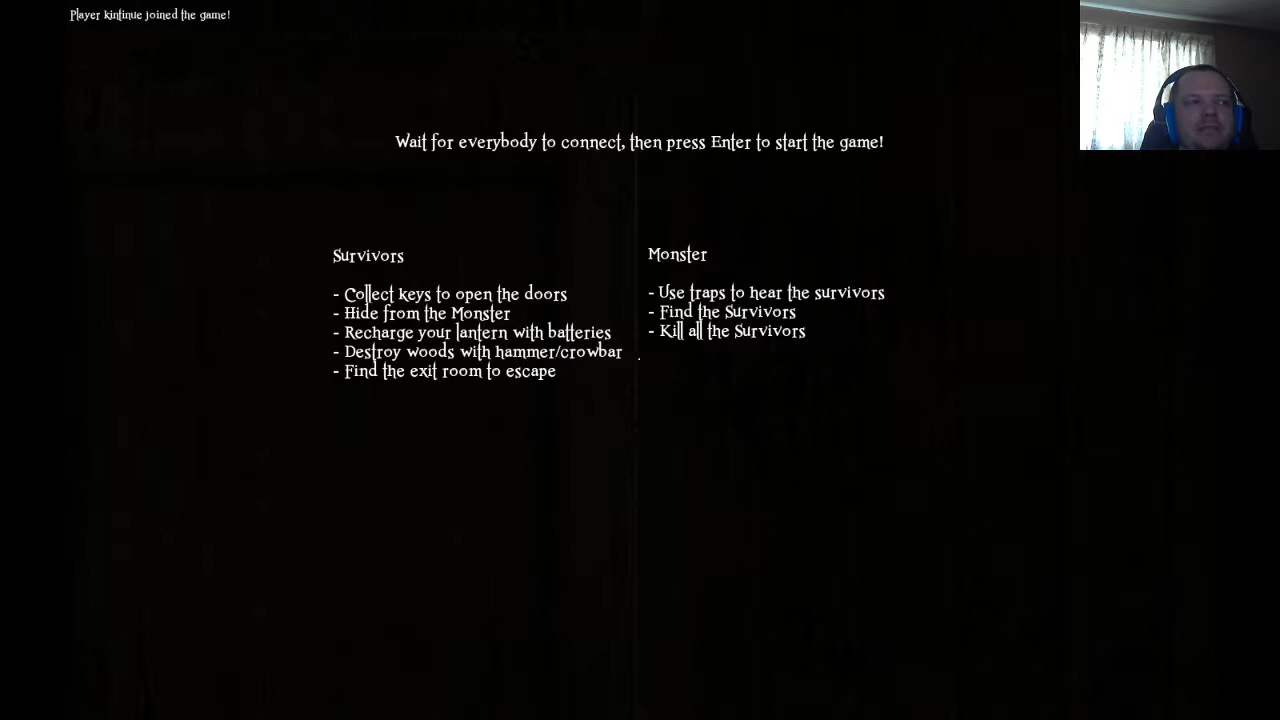 Player kintinue joined the game!
Wait for everybody to connect, then press Enter to start the game!
Survivors
- Collect keys to open the doors
- Hide from the Monster
- Recharge your lantern with batteries
- Destroy woods with hammer/crowbar
- Find the exit room to escape
Monster
- Use traps to hear the survivors
- Find the Survivors
- Kill all the Survivors